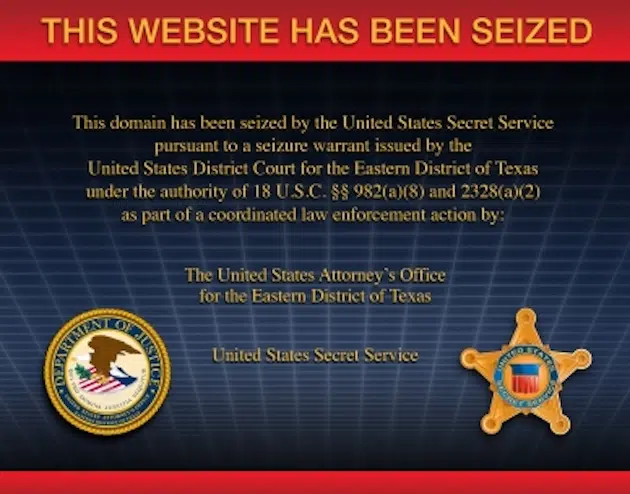 THIS WEBSITE HAS BEEN SEIZED
This domain has been seized by the United States Secret Service
pursuant to a seizure warrant issued by the
United States District Court for the Eastern District of Texas
under the authority of 18 U.S.C. §§ 982(a)(8) and 2328(a)(2)
as part of a coordinated law enforcement action by:
The United States Attorney's Office
for the Eastern District of Texas
United States Secret Service
DEPARTMENT OF JUSTICE
UNITED STATES
SECRET SERVICE